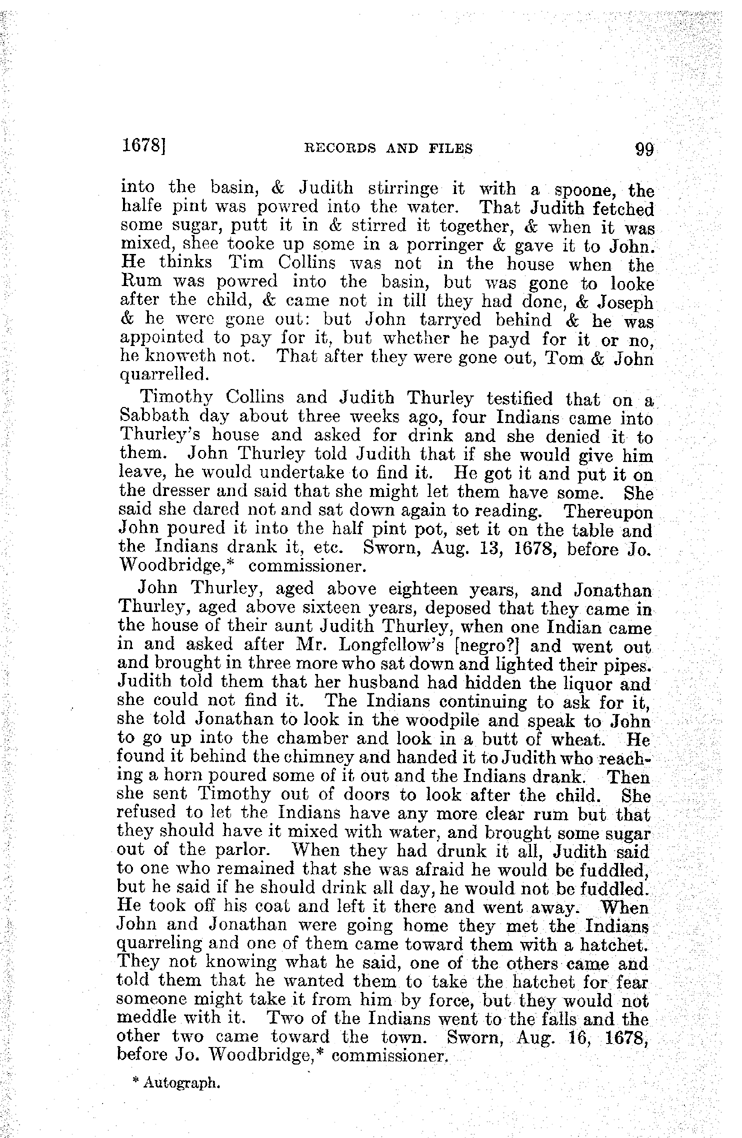 1678] RECORDS AND FILES 99
into the basin, & Judith stirringe it with a spoone, the
halfe pint was powred into the water. That Judith fetched
some sugar, putt it in & stirred it together, & when it was
mixed, shee tooke up some in a porringer & gave it to John.
He thinks Tim Collins was not in the house when the
Rum was powred into the basin, but was gone to looke
after the child, & came not in till they had done, & Joseph
& he were gone out: but John tarryed behind & he was
appointed to pay for it, but whether he payd for it or no,
he knoweth not. That after they were gone out, Tom & John
quarrelled.
Timothy Collins and Judith Thurley testified that on a
Sabbath day about three weeks ago, four Indians came into
Thurley's house and asked for drink and she denied it to
them. John Thurley told Judith that if she would give him
leave, he would undertake to find it. He got it and put it on
the dresser and said that she might let them have some. She
said she dared not and sat down again to reading. Thereupon
John poured it into the half pint pot, set it on the table and
the Indians drank it, etc. Sworn, Aug. 13, 1678, before Jo.
Woodbridge,* commissioner.
John Thurley, aged above eighteen years, and Jonathan
Thurley, aged above sixteen years, deposed that they came in
the house of their aunt Judith Thurley, when one Indian came
in and asked after Mr. Longfellow's [negro?] and went out
and brought in three more who sat down and lighted their pipes.
Judith told them that her husband had hidden the liquor and
she could not find it. The Indians continuing to ask for it,
she told Jonathan to look in the woodpile and speak to John
to go up into the chamber and look in a butt of wheat. He
found it behind the chimney and handed it to Judith who reach-
ing a horn poured some of it out and the Indians drank. Then
she sent Timothy out of doors to look after the child. She
refused to let the Indians have any more clear rum but that
they should have it mixed with water, and brought some sugar
out of the parlor. When they had drunk it all, Judith said
to one who remained that she was afraid he would be fuddled,
but he said if he should drink all day, he would not be fuddled.
He took off his coat and left it there and went away. When
John and Jonathan were going home they met the Indians
quarreling and one of them came toward them with a hatchet.
They not knowing what he said, one of the others came and
told them that he wanted them to take the hatchet for fear
someone might take it from him by force, but they would not
meddle with it. Two of the Indians went to the falls and the
other two came toward the town. Sworn, Aug. 16, 1678,
before Jo. Woodbridge,* commissioner.
* Autograph.